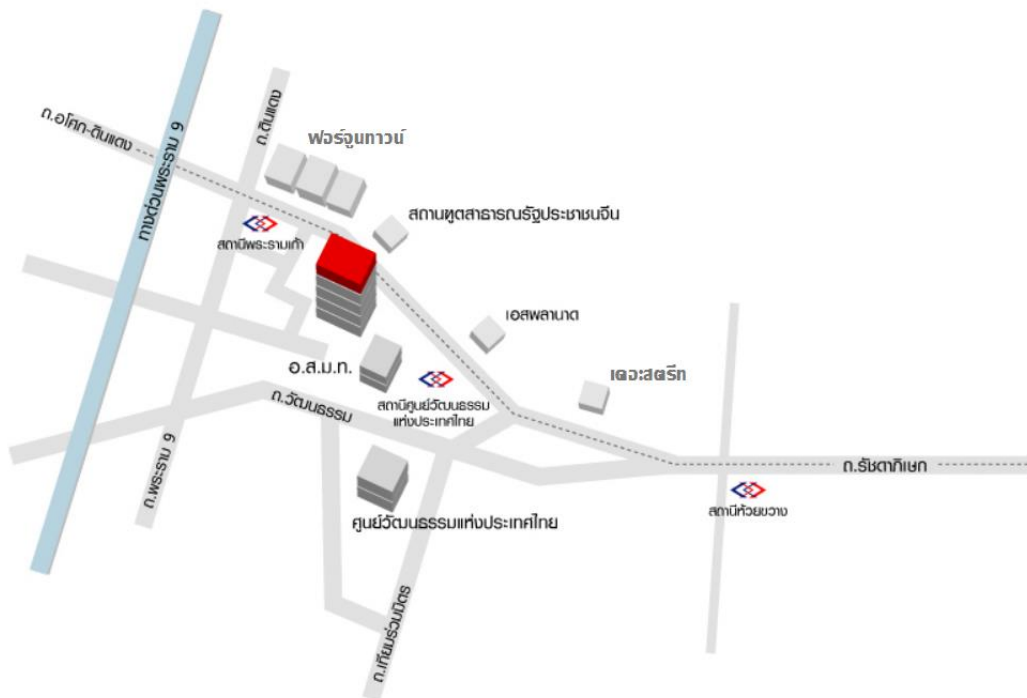 ถ.อโศก-ดินแดง
ทางด่วนพระราม 9
ถ.ดินแดง
ฟอร์จูนทาวน์
สถานฑูตสาธารณรัฐประชาชนจีน
สถานีพระรามเก้า
เอสพลานาด
อ.ส.ม.ท.
เดอะสตรีท
ถ.วัฒนธรรม
สถานีศูนย์วัฒนธรรม
แห่งประเทศไทย
ถ.พระราม 9
ถ.รัชดาภิเษก
สถานีห้วยขวาง
ศูนย์วัฒนธรรมแห่งประเทศไทย
ถ.เทียมร่วมมิตร